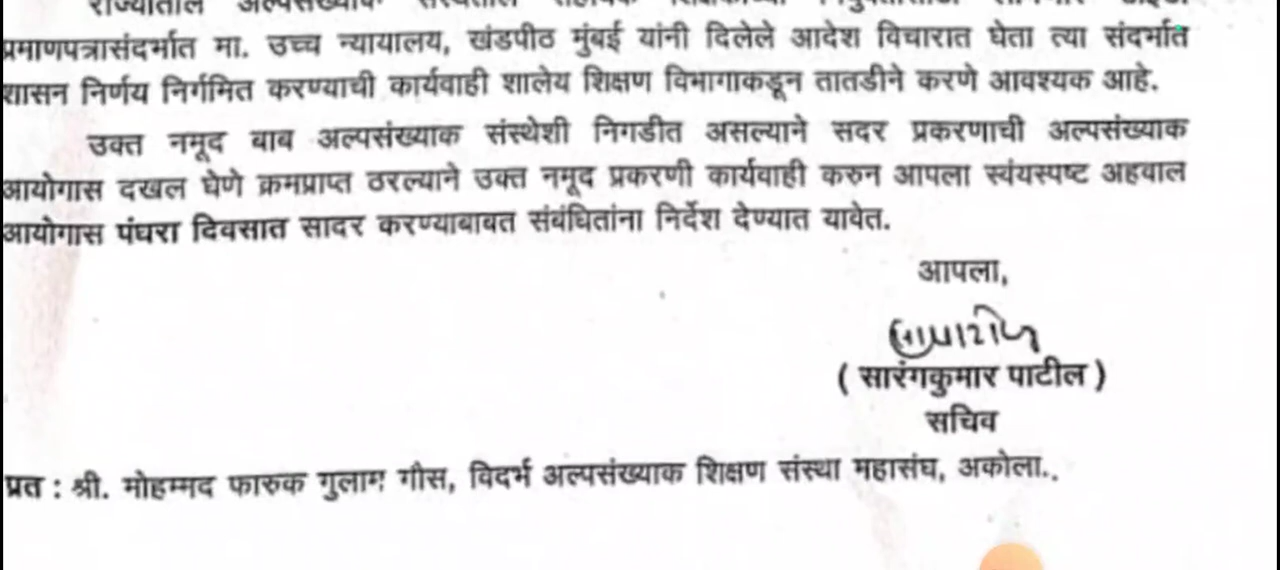 राज्यातील अल्पसंख्याक
प्रमाणपत्रासंदर्भात मा. उच्च न्यायालय, खंडपीठ मुंबई यांनी दिलेले आदेश विचारात घेता त्या संदर्भात
शासन निर्णय निर्गमित करण्याची कार्यवाही शालेय शिक्षण विभागाकडून तातडीने करणे आवश्यक आहे.
उक्त नमूद बाब अल्पसंख्याक संस्थेशी निगडीत असल्याने सदर प्रकरणाची अल्पसंख्याक
आयोगास दखल घेणे क्रमप्राप्त ठरल्याने उक्त नमूद प्रकरणी कार्यवाही करुन आपला स्वंयस्पष्ट अहवाल
आयोगास पंधरा दिवसात सादर करण्याबाबत संबंधितांना निर्देश देण्यात यावेत.
आपला,
( सारंगकुमार पाटील )
सचिव
प्रत : श्री. मोहम्मद फारुक गुलाम गौस, विदर्भ अल्पसंख्याक शिक्षण संस्था महासंघ, अकोला..